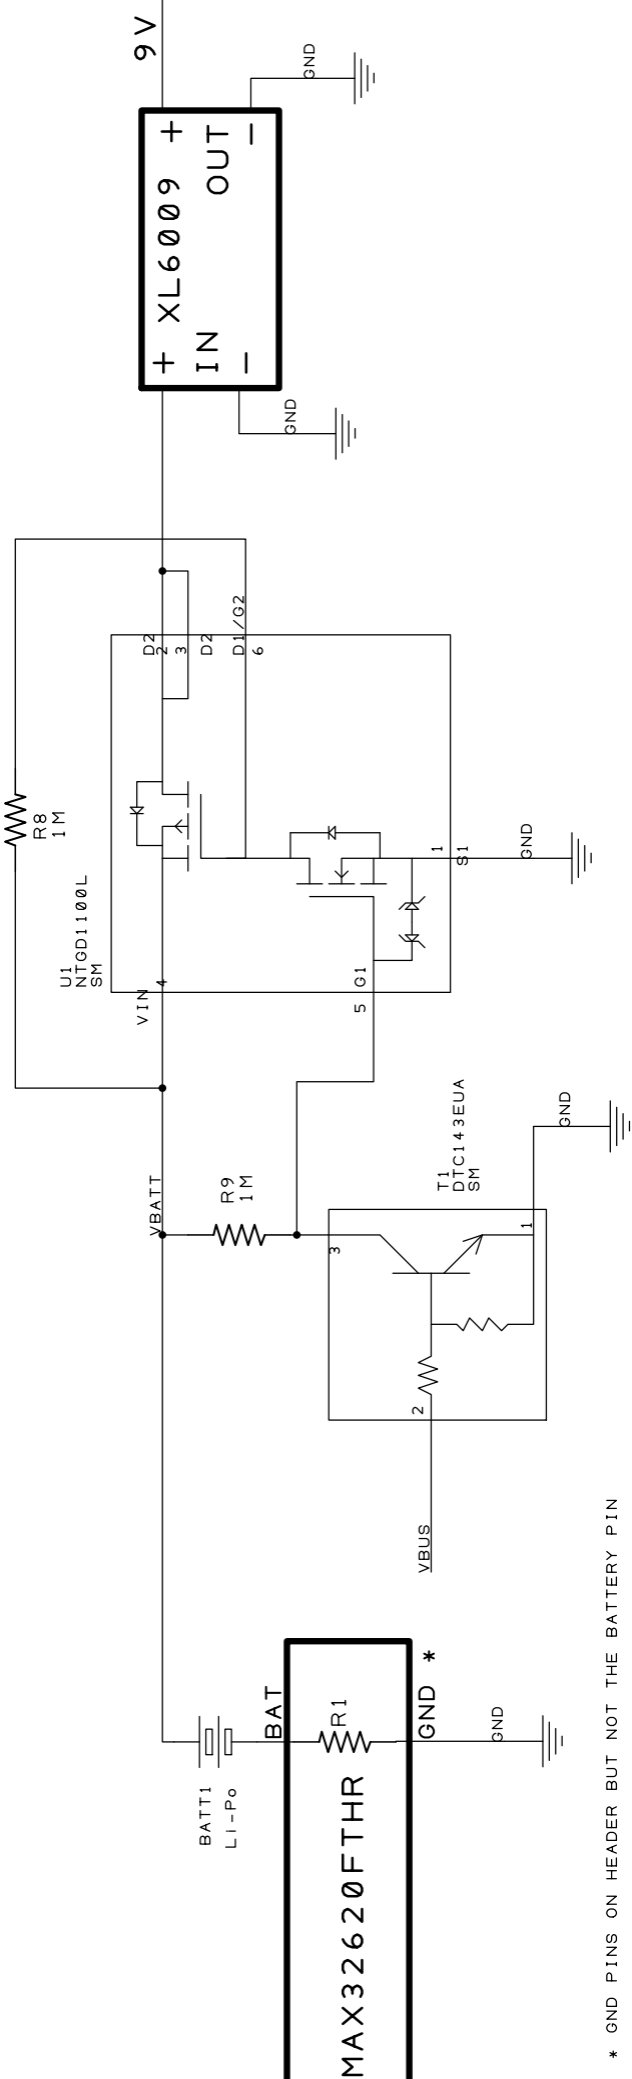 9V
GND
+
-
OUT
XL6009
IN
+
-
GND
R8
1M
D2
2
3
D2
D1/G2
6
U1
NTGD1100L
SM
VIN
4
5
G1
1
S1
GND
VBATT
R9
1M
T1
DTC143EUA
SM
GND
3
1
2
VBUS
BATT1
Li-Po
BAT
R1
GND *
GND
MAX32620FTHR
* GND PINS ON HEADER BUT NOT THE BATTERY PIN